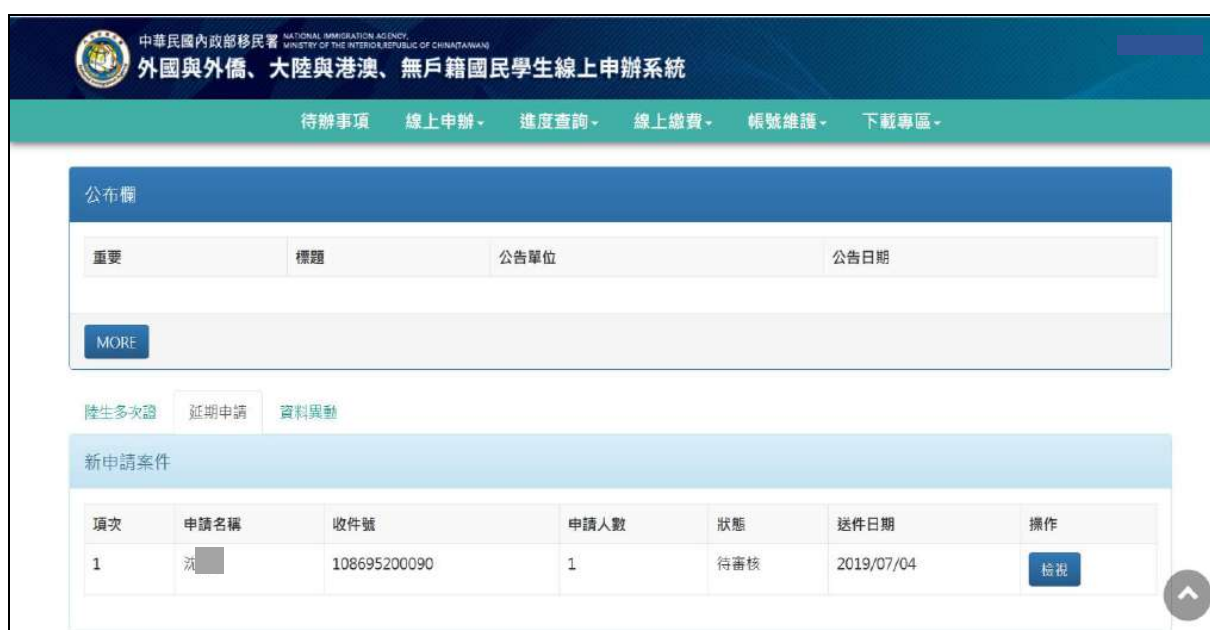 中華民國內政部移民署 NATIONAL IMMIGRATION AGENCY,
MINISTRY OF THE INTERIOR,REPUBLIC OF CHINA(TAIWAN)
外國與外僑、大陸與港澳、無戶籍國民學生線上申辦系統
待辦事項 線上申辦 進度查詢 線上繳費 帳號維護 下載專區
公布欄
重要 標題 公告單位 公告日期
MORE
陸生多次證 延期申請 資料異動
新申請案件
項次 申請名稱 收件號 申請人數 狀態 送件日期 操作
1 沈 108695200090 1 待審核 2019/07/04 檢視